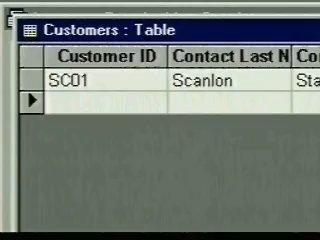 Customers : Table
Customer ID Contact Last N Co
SC01 Scanlon Sta